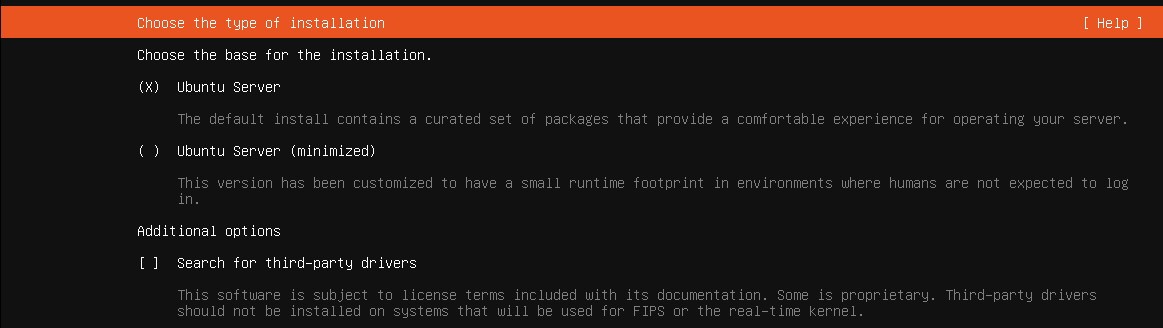 Choose the type of installation [ Help ]
Choose the base for the installation.
(X) Ubuntu Server
The default install contains a curated set of packages that provide a comfortable experience for operating your server.
( ) Ubuntu Server (minimized)
This version has been customized to have a small runtime footprint in environments where humans are not expected to log
in.
Additional options
[ ] Search for third-party drivers
This software is subject to license terms included with its documentation. Some is proprietary. Third-party drivers
should not be installed on systems that will be used for FIPS or the real-time kernel.